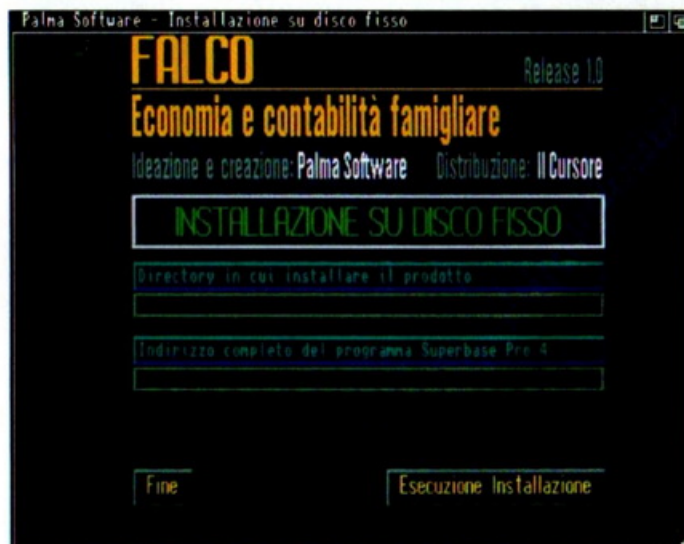 Palma Software - Installazione su disco fisso
FALCO
Release 1.0
Economia e contabilità famigliare
Ideazione e creazione: Palma Software Distribuzione: Il Cursore
INSTALLAZIONE SU DISCO FISSO
Directory in cui installare il prodotto
Indirizzo completo del programma Superbase Pro 4
Fine
Esecuzione Installazione